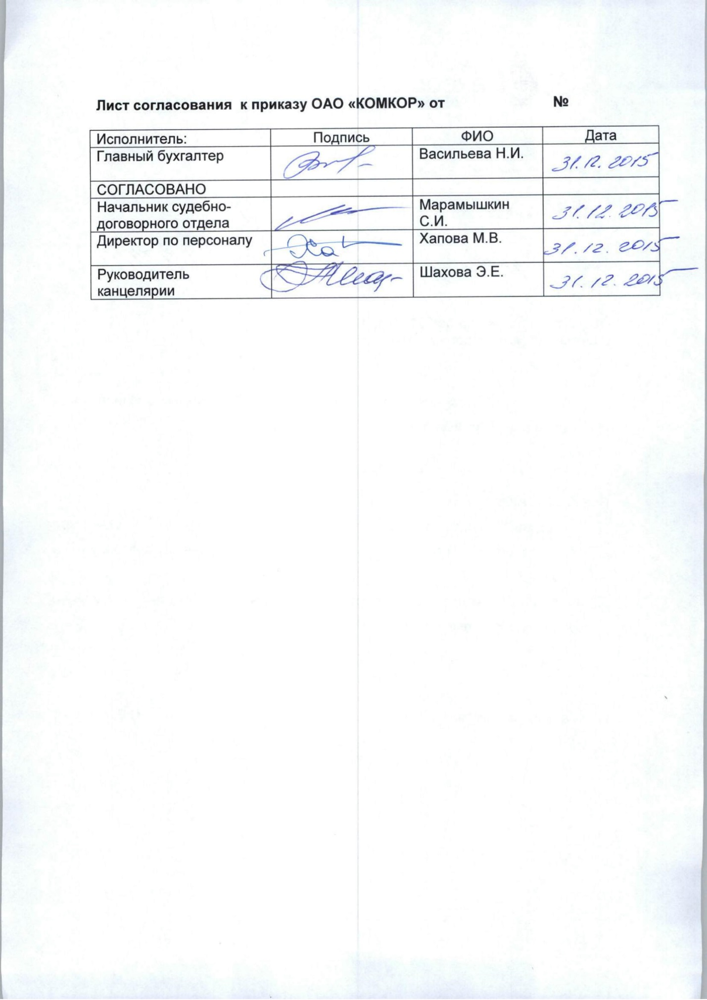 Лист согласования к приказу ОАО «КОМКОР» от №
Исполнитель: Подпись ФИО Дата
Главный бухгалтер Васильева Н.И. 31.12.2015
СОГЛАСОВАНО
Начальник судебно- Марамышкин 31.12.2015
договорного отдела С.И.
Директор по персоналу Хапова М.В. 31.12.2015
Руководитель Шахова Э.Е. 31.12.2015
канцелярии